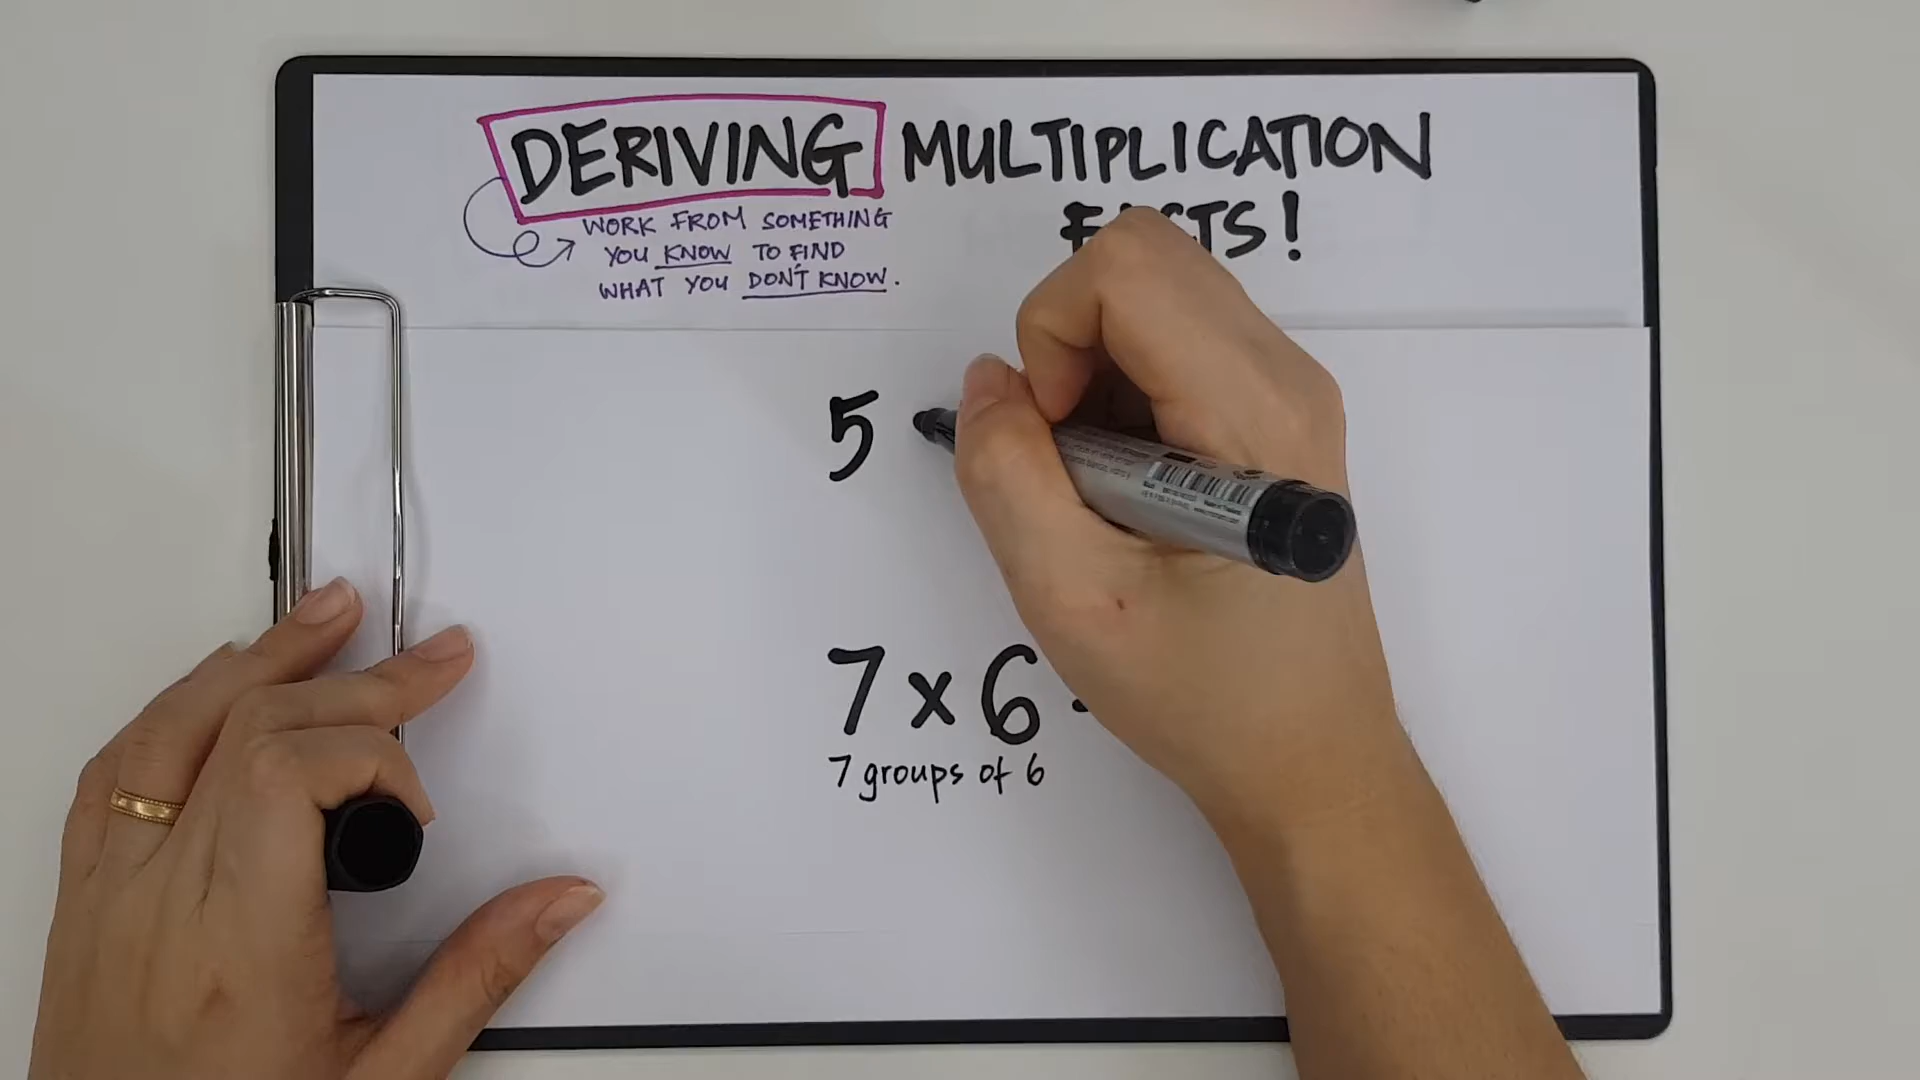 DERIVING MULTIPLICATION
WORK FROM SOMETHING
YOU KNOW TO FIND
WHAT YOU DON'T KNOW.
5
7 x 6
7 groups of 6